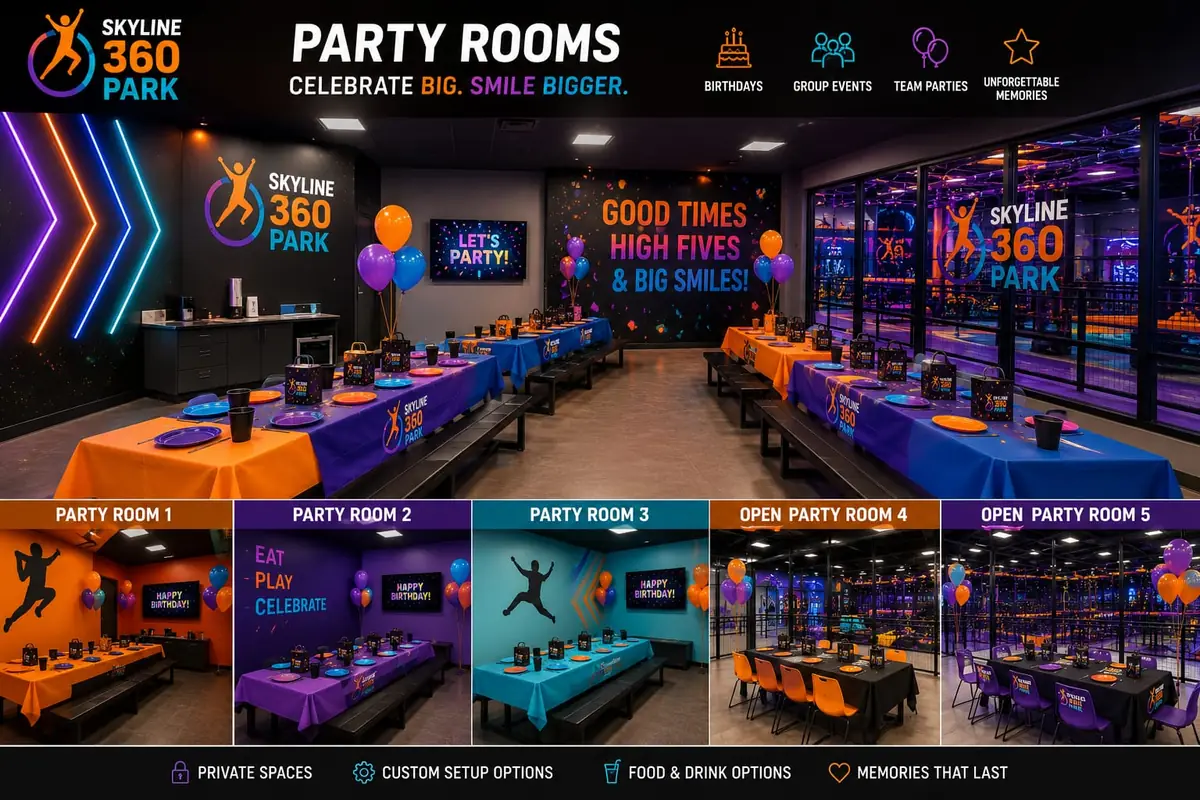 SKYLINE
360
PARK
PARTY ROOMS
CELEBRATE BIG. SMILE BIGGER.
BIRTHDAYS
GROUP EVENTS
TEAM PARTIES
UNFORGETTABLE
MEMORIES
SKYLINE
360
PARK
LET'S
PARTY!
GOOD TIMES
HIGH FIVES
& BIG SMILES!
SKYLINE
360
PARK
SKYLINE
360
PARK
SKYLINE
360
PARK
PARTY ROOM 1
PARTY ROOM 2
PARTY ROOM 3
OPEN PARTY ROOM 4
OPEN PARTY ROOM 5
HAPPY
BIRTHDAY!
EAT
PLAY
CELEBRATE
HAPPY
BIRTHDAY!
HAPPY
BIRTHDAY!
PRIVATE SPACES
CUSTOM SETUP OPTIONS
FOOD & DRINK OPTIONS
MEMORIES THAT LAST